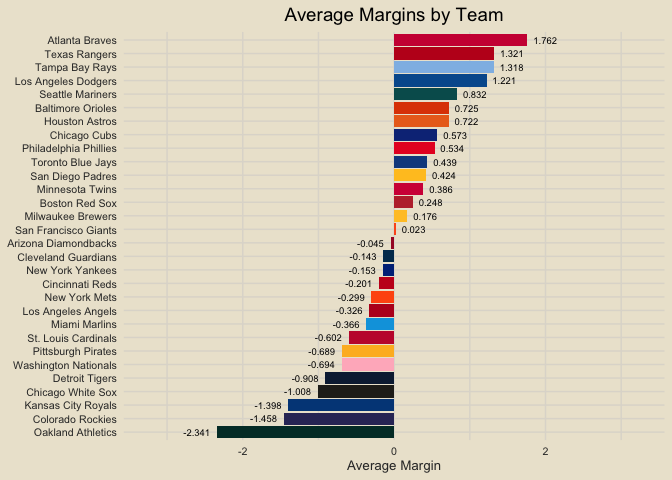 Average Margins by Team
Atlanta Braves 1.762
Texas Rangers 1.321
Tampa Bay Rays 1.318
Los Angeles Dodgers 1.221
Seattle Mariners 0.832
Baltimore Orioles 0.725
Houston Astros 0.722
Chicago Cubs 0.573
Philadelphia Phillies 0.534
Toronto Blue Jays 0.439
San Diego Padres 0.424
Minnesota Twins 0.386
Boston Red Sox 0.248
Milwaukee Brewers 0.176
San Francisco Giants 0.023
Arizona Diamondbacks -0.045
Cleveland Guardians -0.143
New York Yankees -0.153
Cincinnati Reds -0.201
New York Mets -0.299
Los Angeles Angels -0.326
Miami Marlins -0.366
St. Louis Cardinals -0.602
Pittsburgh Pirates -0.689
Washington Nationals -0.694
Detroit Tigers -0.908
Chicago White Sox -1.008
Kansas City Royals -1.398
Colorado Rockies -1.458
Oakland Athletics -2.341
-2 0 2
Average Margin